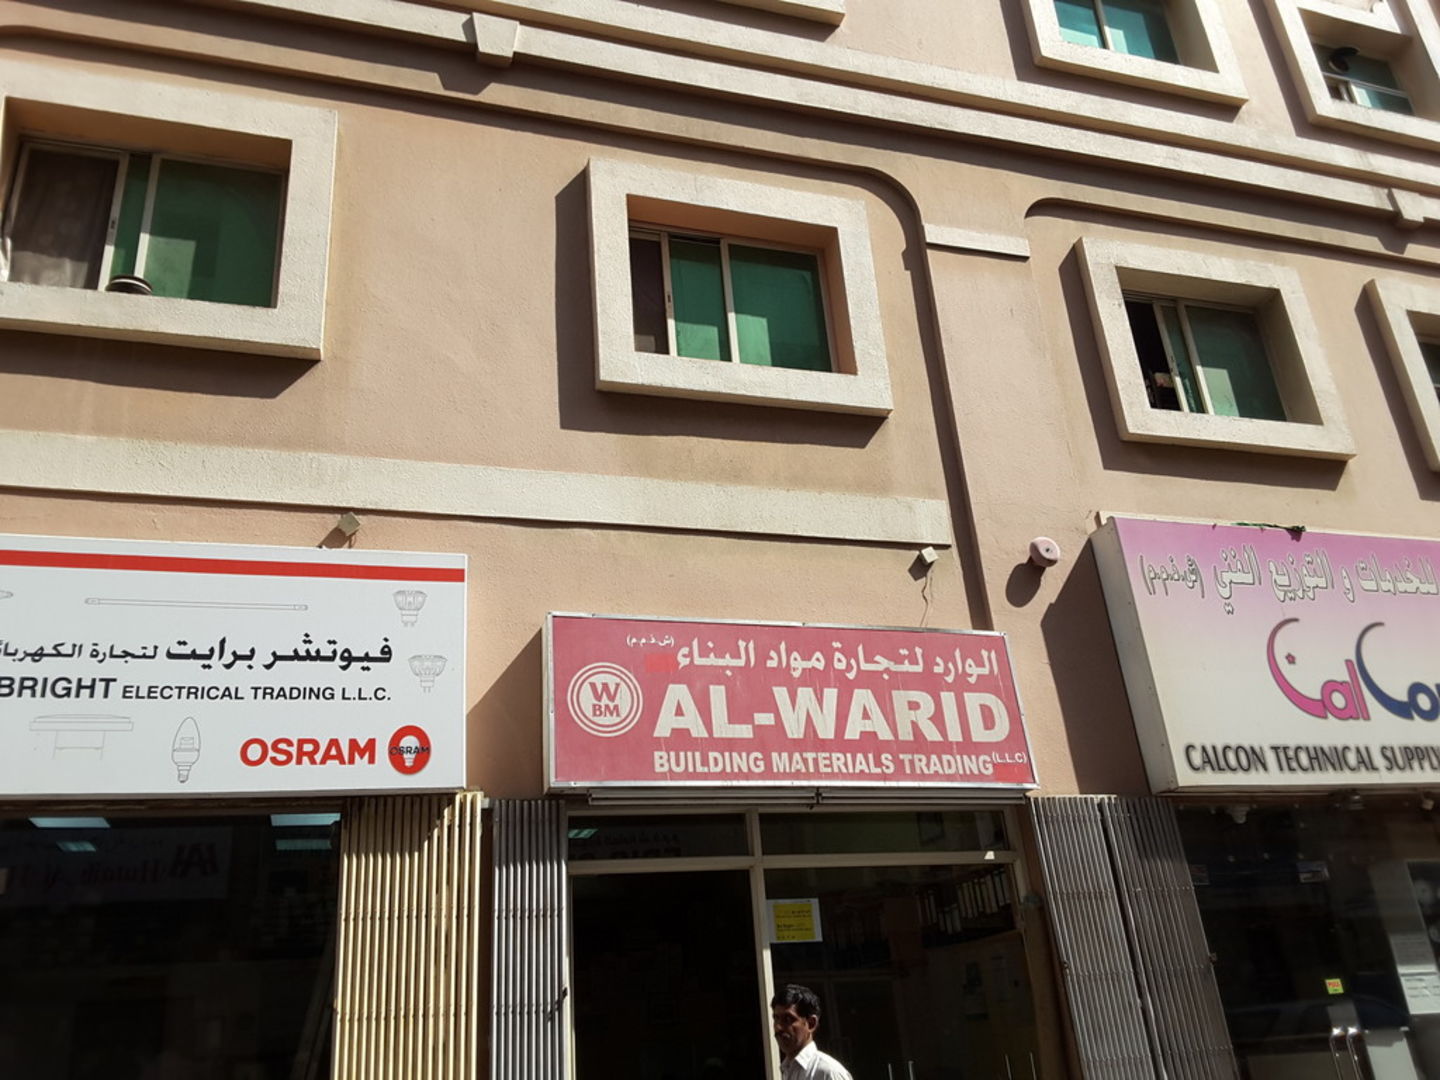 فيوتشر برايت لتجارة
BRIGHT ELECTRICAL TRADING L.L.C.
OSRAM
OSRAM
(ش.ذ.م.م)
الوارد لتجارة مواد البناء
WBM
AL-WARID
BUILDING MATERIALS TRADING (L.L.C)
للخدمات و التوزيع الفني (ش.ذ.م.م)
CALCON TECHNICAL SUPPLY